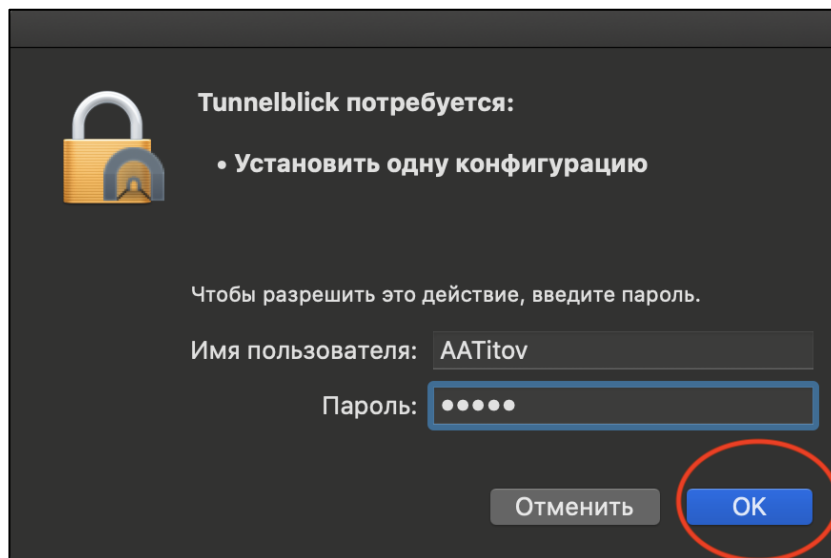 Tunnelblick потребуется:
• Установить одну конфигурацию
Чтобы разрешить это действие, введите пароль.
Имя пользователя: AATitov
Пароль: •••••
Отменить OK